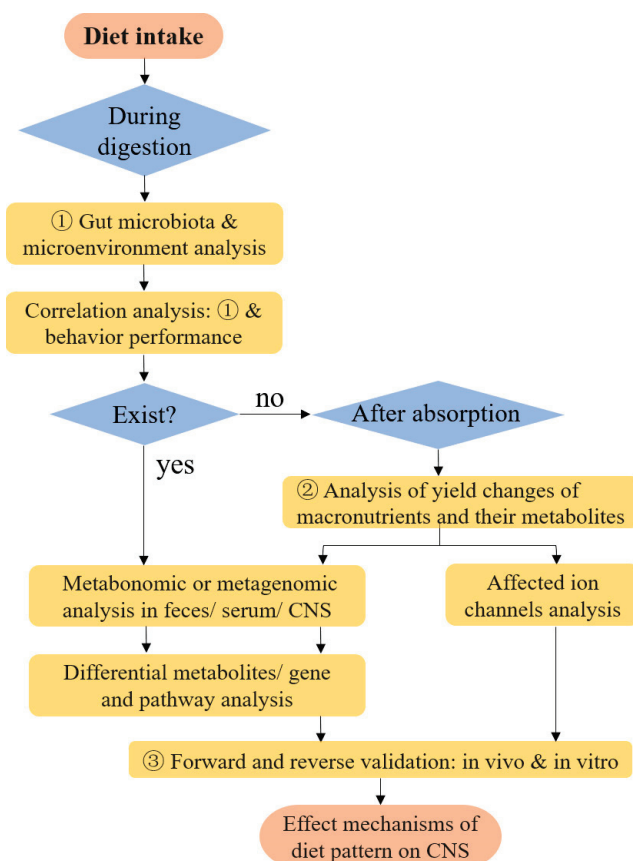 Diet intake
During
digestion
① Gut microbiota &
microenvironment analysis
Correlation analysis: ① &
behavior performance
Exist?
no
After absorption
yes
② Analysis of yield changes of
macronutrients and their metabolites
Metabonomic or metagenomic
analysis in feces/ serum/ CNS
Affected ion
channels analysis
Differential metabolites/ gene
and pathway analysis
③ Forward and reverse validation: in vivo & in vitro
Effect mechanisms of
diet pattern on CNS